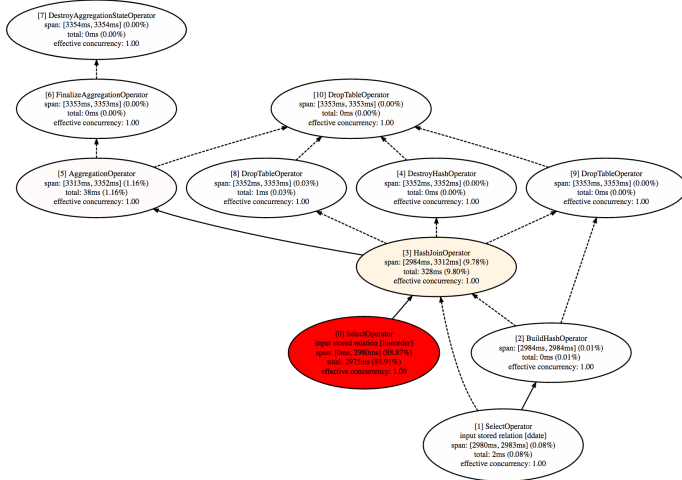 [7] DestroyAggregationStateOperator
span: [3354ms, 3354ms] (0.00%)
total: 0ms (0.00%)
effective concurrency: 1.00
[6] FinalizeAggregationOperator
span: [3353ms, 3353ms] (0.00%)
total: 0ms (0.00%)
effective concurrency: 1.00
[10] DropTableOperator
span: [3353ms, 3353ms] (0.00%)
total: 0ms (0.00%)
effective concurrency: 1.00
[5] AggregationOperator
span: [3313ms, 3352ms] (1.16%)
total: 38ms (1.16%)
effective concurrency: 1.00
[8] DropTableOperator
span: [3352ms, 3353ms] (0.03%)
total: 1ms (0.03%)
effective concurrency: 1.00
[4] DestroyHashOperator
span: [3352ms, 3352ms] (0.00%)
total: 0ms (0.00%)
effective concurrency: 1.00
[9] DropTableOperator
span: [3353ms, 3353ms] (0.00%)
total: 0ms (0.00%)
effective concurrency: 1.00
[3] HashJoinOperator
span: [2984ms, 3312ms] (9.78%)
total: 328ms (9.80%)
effective concurrency: 1.00
[0] SelectOperator
input stored relation [lineorder]
span: [0ms, 2980ms] (88.87%)
total: 2975ms (88.91%)
effective concurrency: 1.00
[2] BuildHashOperator
span: [2984ms, 2984ms] (0.01%)
total: 0ms (0.01%)
effective concurrency: 1.00
[1] SelectOperator
input stored relation [ddate]
span: [2980ms, 2983ms] (0.08%)
total: 2ms (0.08%)
effective concurrency: 1.00